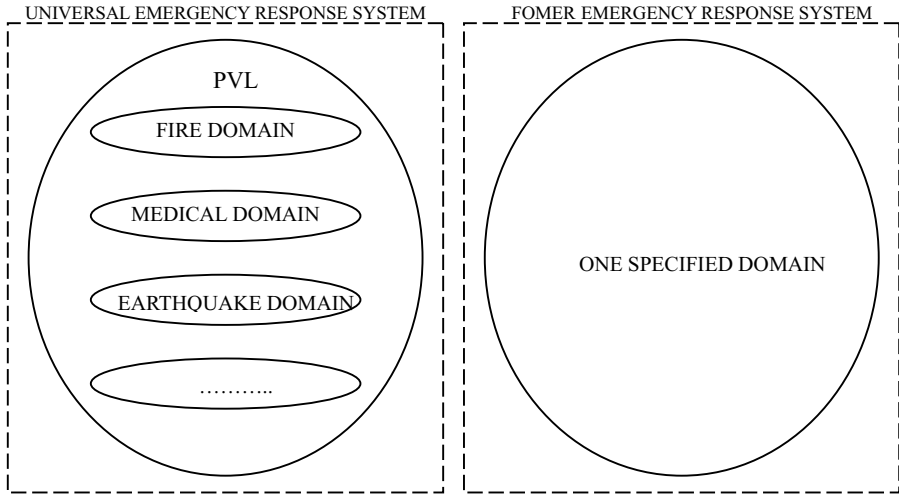 UNIVERSAL EMERGENCY RESPONSE SYSTEM
PVL
FIRE DOMAIN
MEDICAL DOMAIN
EARTHQUAKE DOMAIN
………..
FOMER EMERGENCY RESPONSE SYSTEM
ONE SPECIFIED DOMAIN